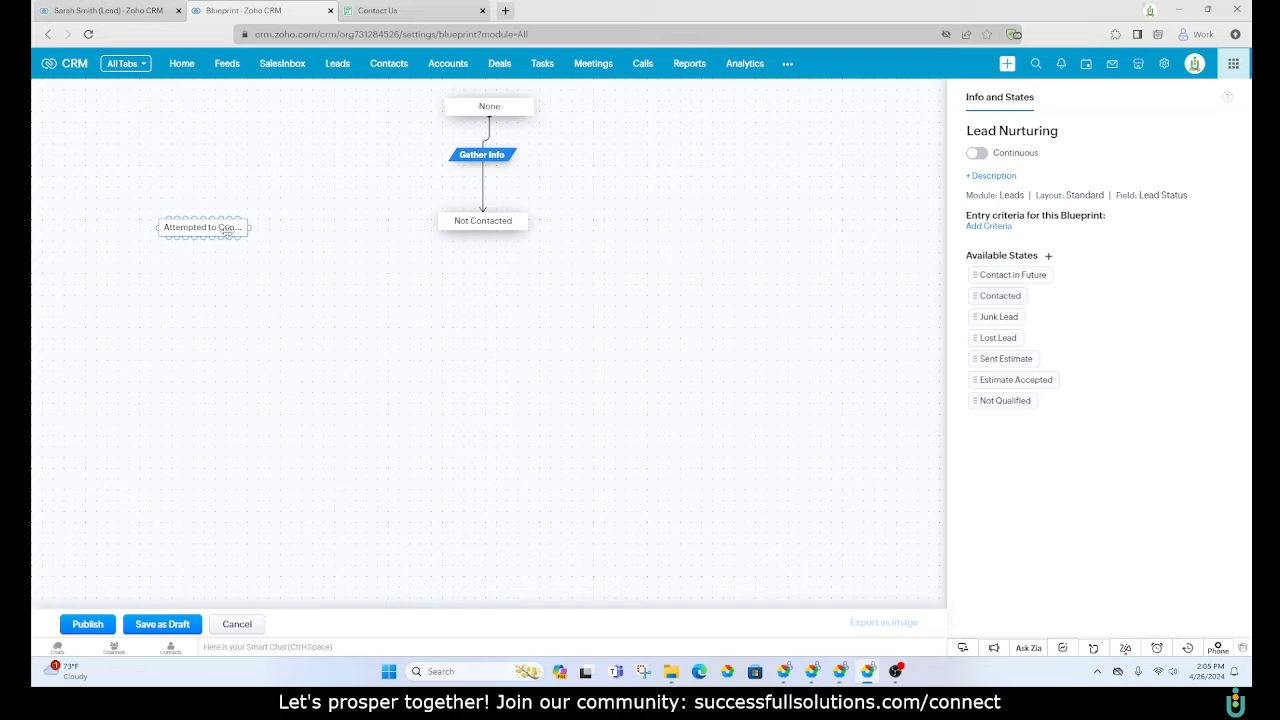 Sarah Smith (Lead) - Zoho CRM
Blueprint - Zoho CRM
Contact Us
crm.zoho.com/crm/org731284526/settings/blueprint?module=All
Work
CRM
All Tabs
Home
Feeds
SalesInbox
Leads
Contacts
Accounts
Deals
Tasks
Meetings
Calls
Reports
Analytics
-None-
Gather Info
Not Contacted
Attempted to Con...
Info and States
Lead Nurturing
Continuous
+ Description
Module: Leads | Layout: Standard | Field: Lead Status
Entry criteria for this Blueprint:
Add Criteria
Available States +
Contact in Future
Contacted
Junk Lead
Lost Lead
Sent Estimate
Estimate Accepted
Not Qualified
Publish
Save as Draft
Cancel
Export as image
Chats
Channels
Contacts
Here is your Smart Chat (Ctrl+Space)
Ask Zia
Phone
73°F
Cloudy
Search
2:05 PM
4/26/2024
Let's prosper together! Join our community: successfullsolutions.com/connect